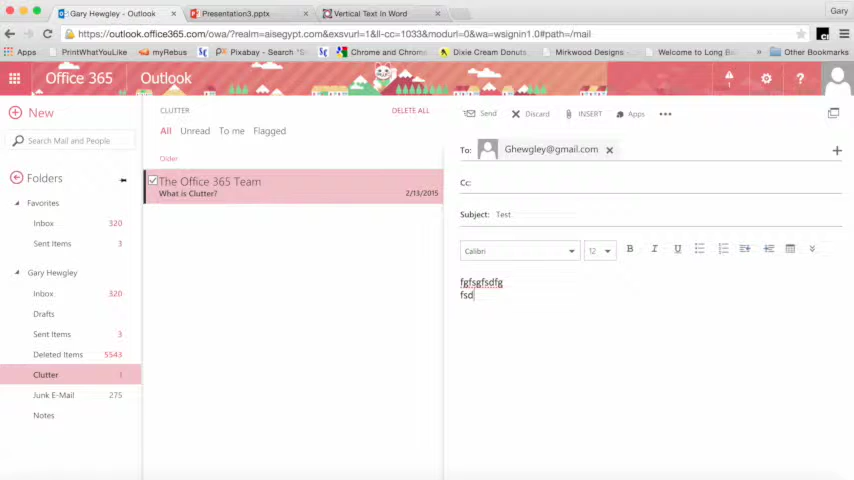 Gary Hewgley - Outlook
Presentation3.pptx
Vertical Text In Word
Gary
https://outlook.office365.com/owa/?realm=aisegypt.com&exsvurl=1&ll-cc=1033&modurl=0&wa=wsignin1.0#path=/mail
Apps
PrintWhatYouLike
myRebus
Pixabay - Search "Sc
Chrome and Chrome
Dixie Cream Donuts
Mirkwood Designs
Welcome to Long Bi
»
Other Bookmarks
Office 365
Outlook
New
CLUTTER
DELETE ALL
Send
Discard
INSERT
Apps
Search Mail and People
All
Unread
To me
Flagged
To:
Ghewgley@gmail.com
Older
Folders
The Office 365 Team
What is Clutter?
2/13/2015
Cc:
Favorites
Inbox
320
Sent Items
3
Subject:
Test.
Calibri
12
B
I
U
Gary Hewgley
Inbox
320
Drafts
Sent Items
3
Deleted Items
5543
Clutter
1
Junk E-Mail
275
Notes
fgfsgfsdfg
fsd